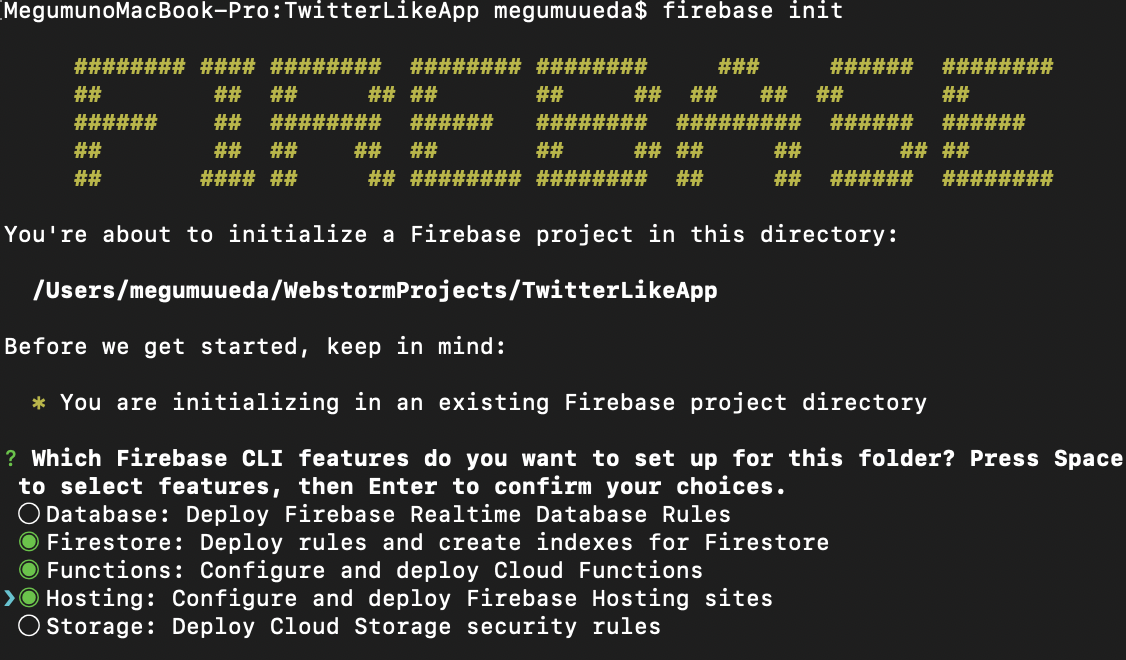 MegumunoMacBook-Pro:TwitterLikeApp megumuueda$ firebase init
######## #### ########  ######## ########     ###     ######  ########
##        ##  ##     ## ##       ##     ##  ##   ##  ##       ##
######    ##  ########  ######   ########  #########  ######  ######
##        ##  ##    ##  ##       ##     ## ##     ##       ## ##
##       #### ##     ## ######## ########  ##     ##  ######  ########
You're about to initialize a Firebase project in this directory:
/Users/megumuueda/WebstormProjects/TwitterLikeApp
Before we get started, keep in mind:
* You are initializing in an existing Firebase project directory
? Which Firebase CLI features do you want to set up for this folder? Press Space
to select features, then Enter to confirm your choices.
◯ Database: Deploy Firebase Realtime Database Rules
◉ Firestore: Deploy rules and create indexes for Firestore
◉ Functions: Configure and deploy Cloud Functions
❯◉ Hosting: Configure and deploy Firebase Hosting sites
◯ Storage: Deploy Cloud Storage security rules